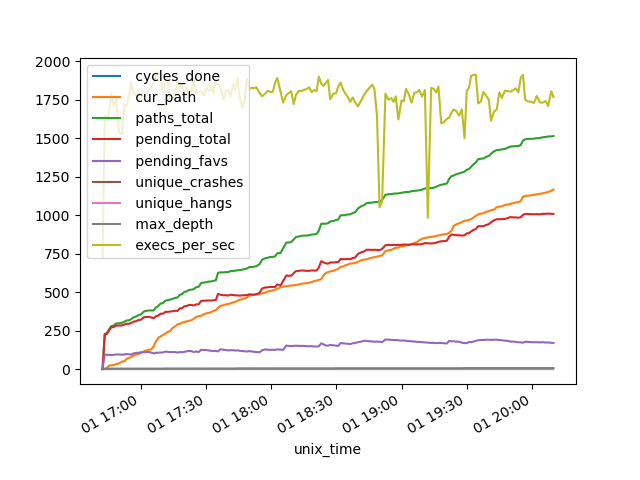 2000
1750
1500
1250
1000
750
500
250
0
cycles_done
cur_path
paths_total
pending_total
pending_favs
unique_crashes
unique_hangs
max_depth
execs_per_sec
01 17:00
01 17:30
01 18:00
01 18:30
01 19:00
01 19:30
01 20:00
unix_time